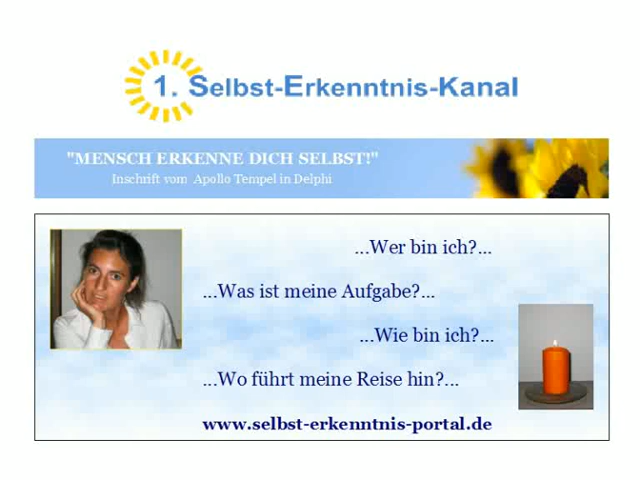 1. Selbst-Erkenntnis-Kanal
"MENSCH ERKENNE DICH SELBST!"
Inschrift vom Apollo Tempel in Delphi
...Wer bin ich?...
...Was ist meine Aufgabe?...
...Wie bin ich?...
...Wo führt meine Reise hin?...
www.selbst-erkenntnis-portal.de